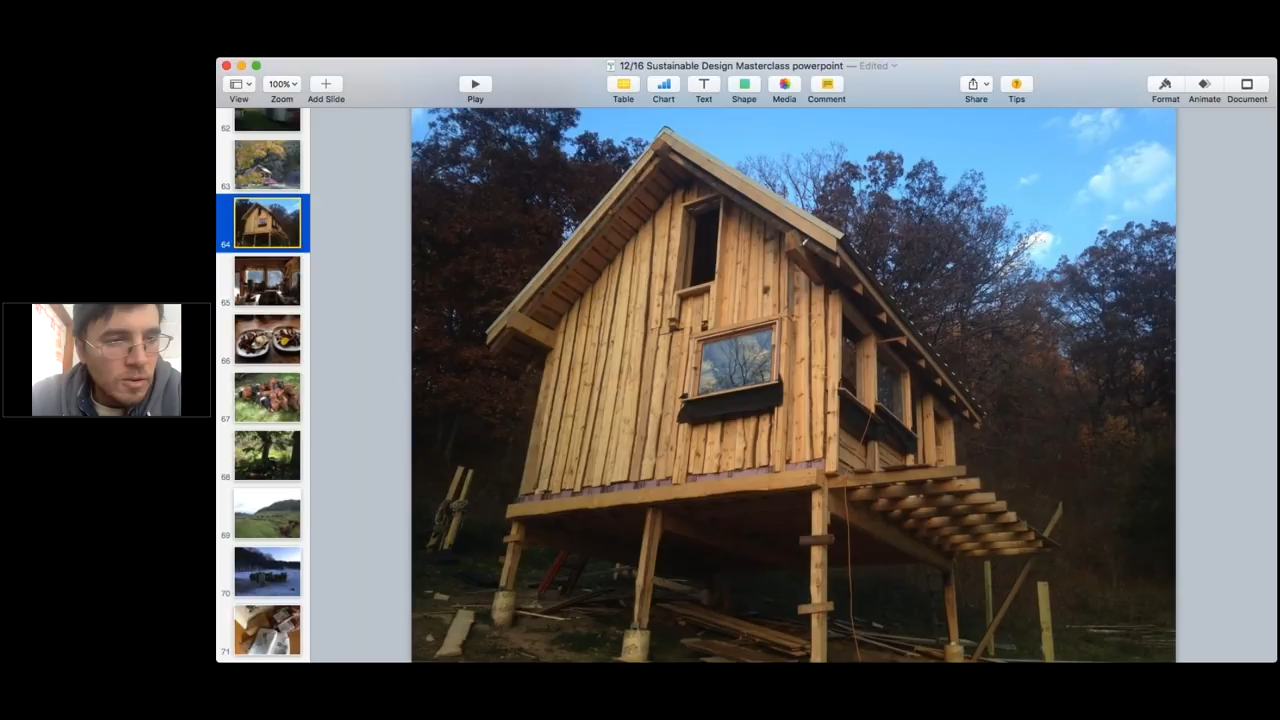 12/16 Sustainable Design Masterclass powerpoint — Edited
100%
View
Zoom
Add Slide
Play
Table
Chart
Text
Shape
Media
Comment
Share
Tips
Format
Animate
Document
62
63
64
65
66
67
68
69
70
71